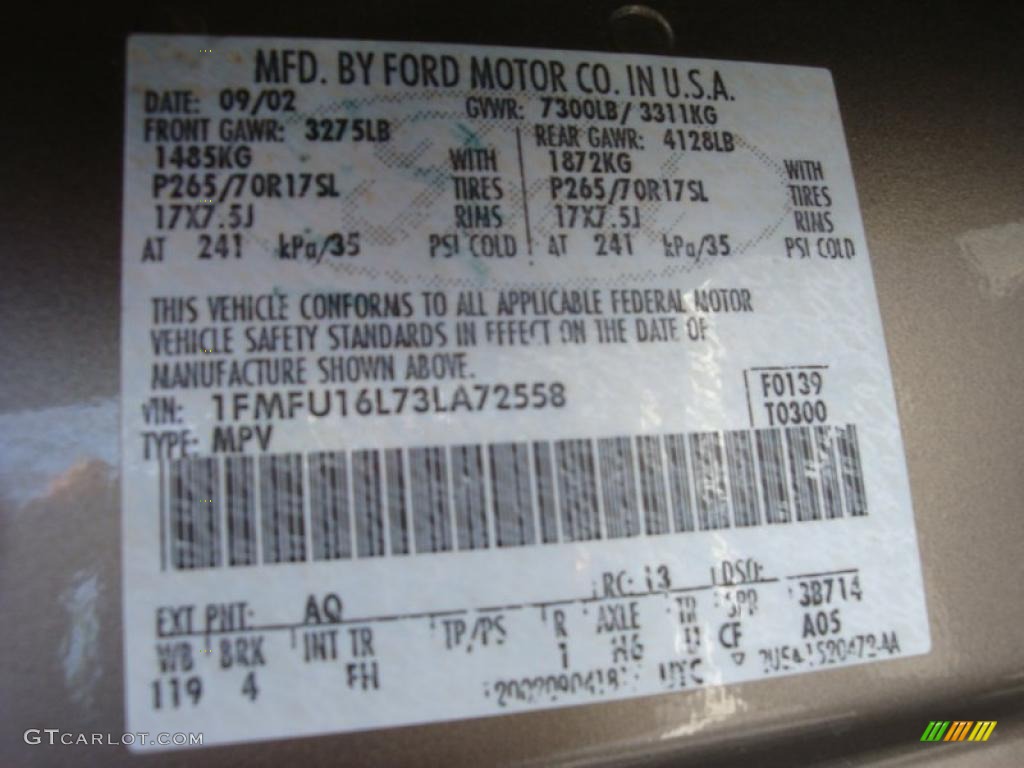 MFD. BY FORD MOTOR CO. IN U.S.A.
DATE: 09/02 GVWR: 7300LB/ 3311KG
FRONT GAWR: 3275LB REAR GAWR: 4128LB
1485KG WITH 1872KG WITH
P265/70R17SL TIRES P265/70R17SL TIRES
17X7.5J RIMS 17X7.5J RIMS
AT 241 kPa/35 PSI COLD AT 241 kPa/35 PSI COLD
THIS VEHICLE CONFORMS TO ALL APPLICABLE FEDERAL MOTOR
VEHICLE SAFETY STANDARDS IN EFFECT ON THE DATE OF
MANUFACTURE SHOWN ABOVE.
VIN: 1FMFU16L73LA72558 F0139
TYPE: MPV T0300
EXT PNT: AQ RC: 13 DSO: 3B714
WB BRK INT TR TP/PS R AXLE TR SPR A05
119 4 FH 1 H6 U CF
UTC
GTCARLOT.COM